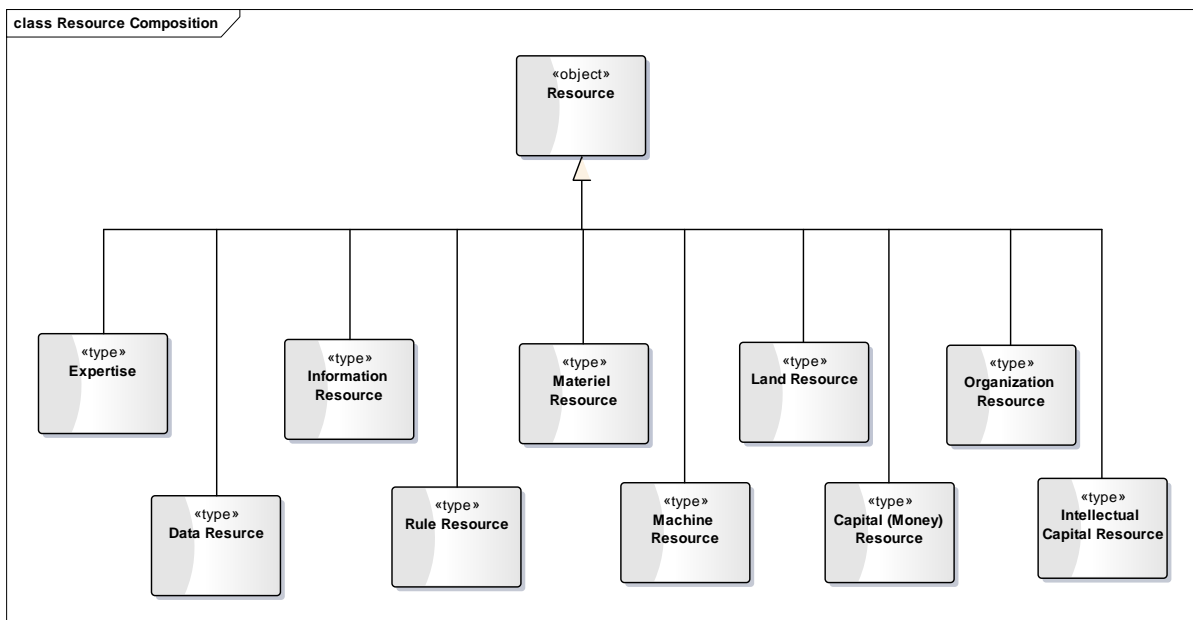 class Resource Composition
«object»
Resource
«type»
Expertise
«type»
Information
Resource
«type»
Materiel
Resource
«type»
Land Resource
«type»
Organization
Resource
«type»
Data Resurce
«type»
Rule Resource
«type»
Machine
Resource
«type»
Capital (Money)
Resource
«type»
Intellectual
Capital Resource